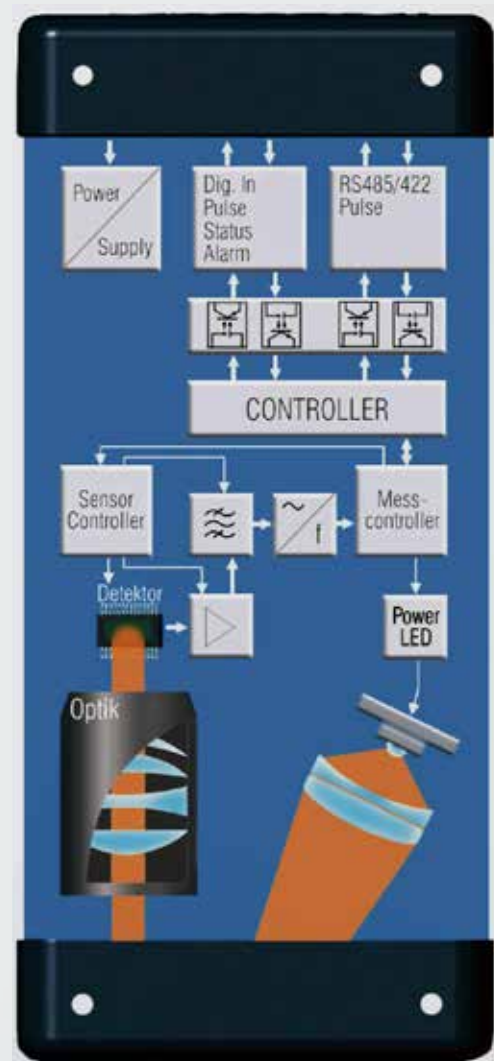 Power
Supply
Dig. In
Pulse
Status
Alarm
RS485/422
Pulse
CONTROLLER
Sensor
Controller
~
f
Mess-
controller
Detektor
Power
LED
Optik